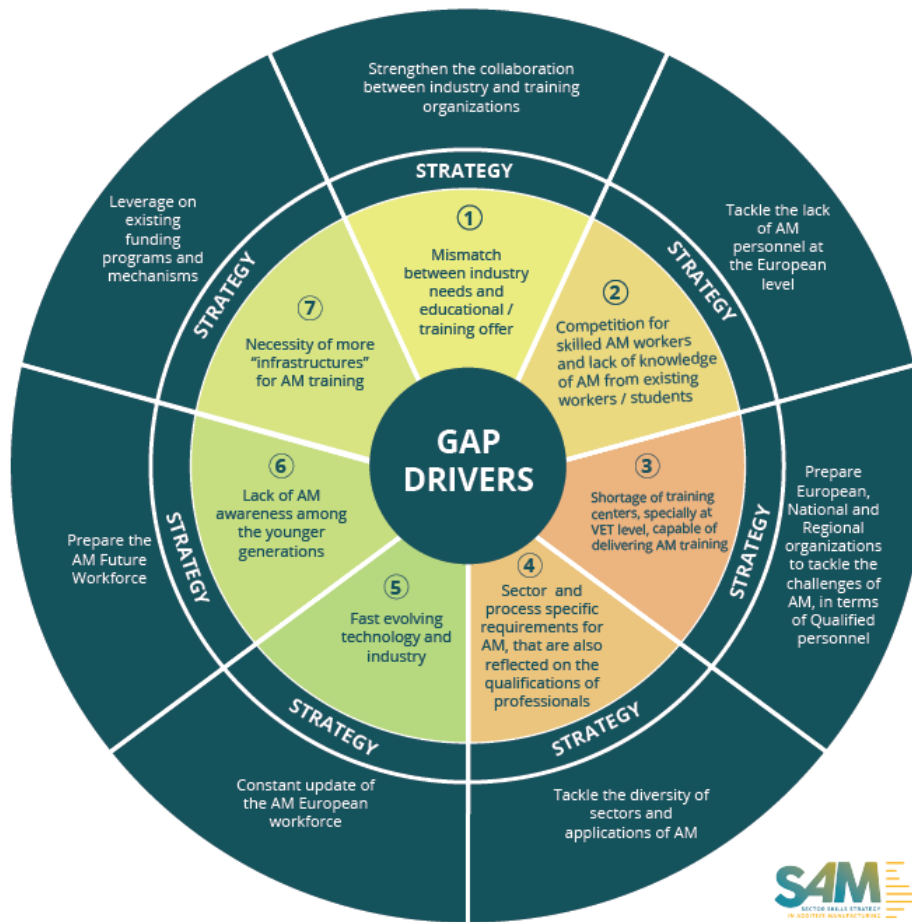 Strengthen the collaboration
between industry and training
organizations
STRATEGY
①
Mismatch
between industry
needs and
educational /
training offer
Tackle the lack
of AM
personnel at
the European
level
STRATEGY
②
Competition for
skilled AM workers
and lack of knowledge
of AM from existing
workers / students
Prepare
European,
National and
Regional
organizations
to tackle the
challenges of
AM, in terms
of Qualified
personnel
STRATEGY
③
Shortage of training
centers, specially at
VET level, capable of
delivering AM training
④
Sector and
process specific
requirements for
AM, that are also
reflected on the
qualifications of
professionals
STRATEGY
Tackle the diversity of
sectors and
applications of AM
⑤
Fast evolving
technology and
industry
STRATEGY
Constant update of
the AM European
workforce
⑥
Lack of AM
awareness among
the younger
generations
STRATEGY
Prepare the
AM Future
Workforce
⑦
Necessity of more
“infrastructures”
for AM training
STRATEGY
Leverage on
existing
funding
programs and
mechanisms
GAP
DRIVERS
SAM
SECTOR SKILLS STRATEGY
IN ADDITIVE MANUFACTURING